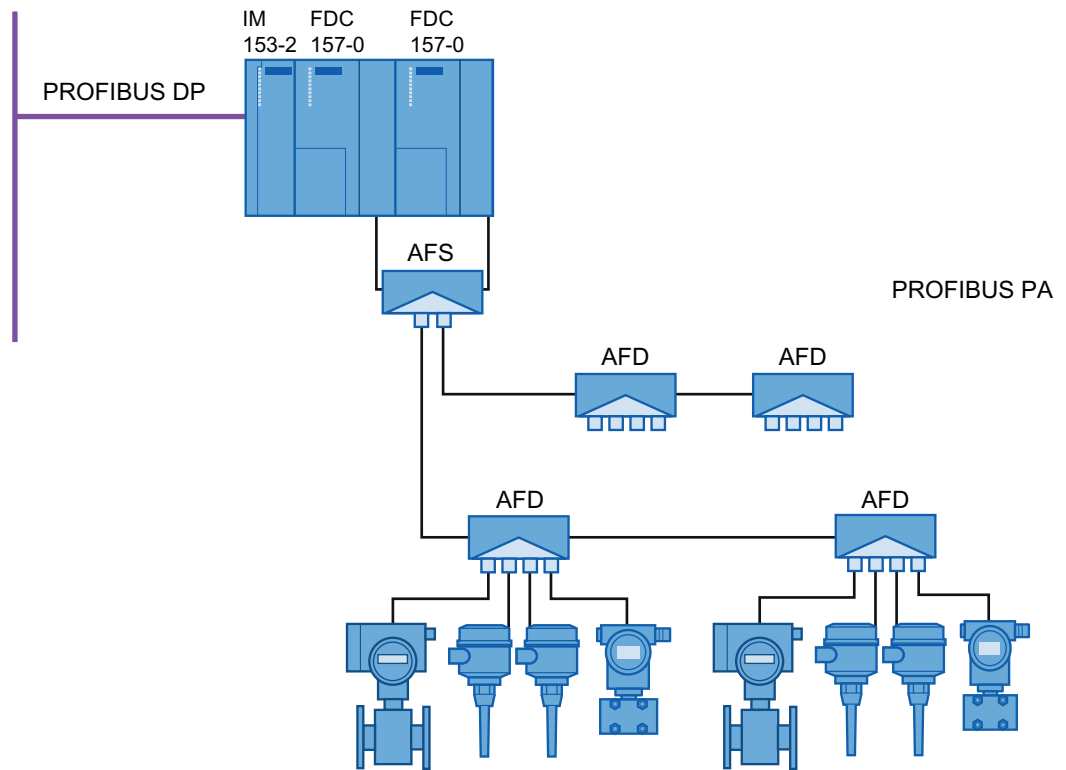 IM
153-2
FDC
157-0
FDC
157-0
PROFIBUS DP
AFS
PROFIBUS PA
AFD
AFD
AFD
AFD